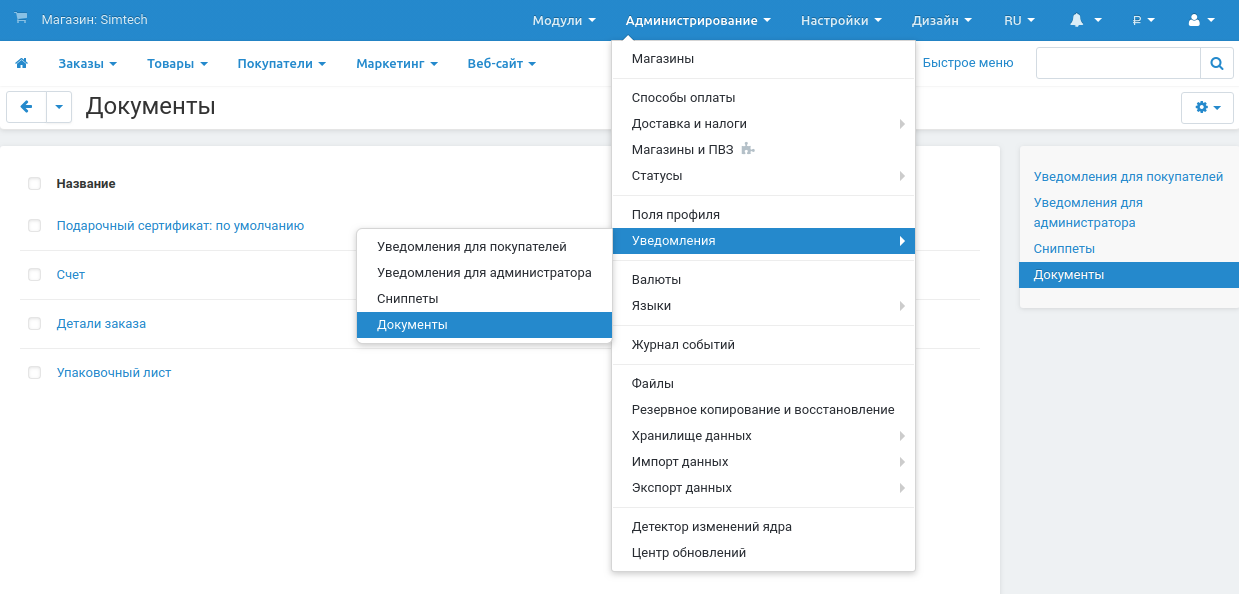 Магазин: Simtech
Модули
Администрирование
Настройки
Дизайн
RU
₽
Заказы
Товары
Покупатели
Маркетинг
Веб-сайт
Быстрое меню
Документы
Название
Подарочный сертификат: по умолчанию
Счет
Детали заказа
Упаковочный лист
Уведомления для покупателей
Уведомления для администратора
Сниппеты
Документы
Магазины
Способы оплаты
Доставка и налоги
Магазины и ПВЗ
Статусы
Поля профиля
Уведомления
Валюты
Языки
Журнал событий
Файлы
Резервное копирование и восстановление
Хранилище данных
Импорт данных
Экспорт данных
Детектор изменений ядра
Центр обновлений
Уведомления для покупателей
Уведомления для
администратора
Сниппеты
Документы